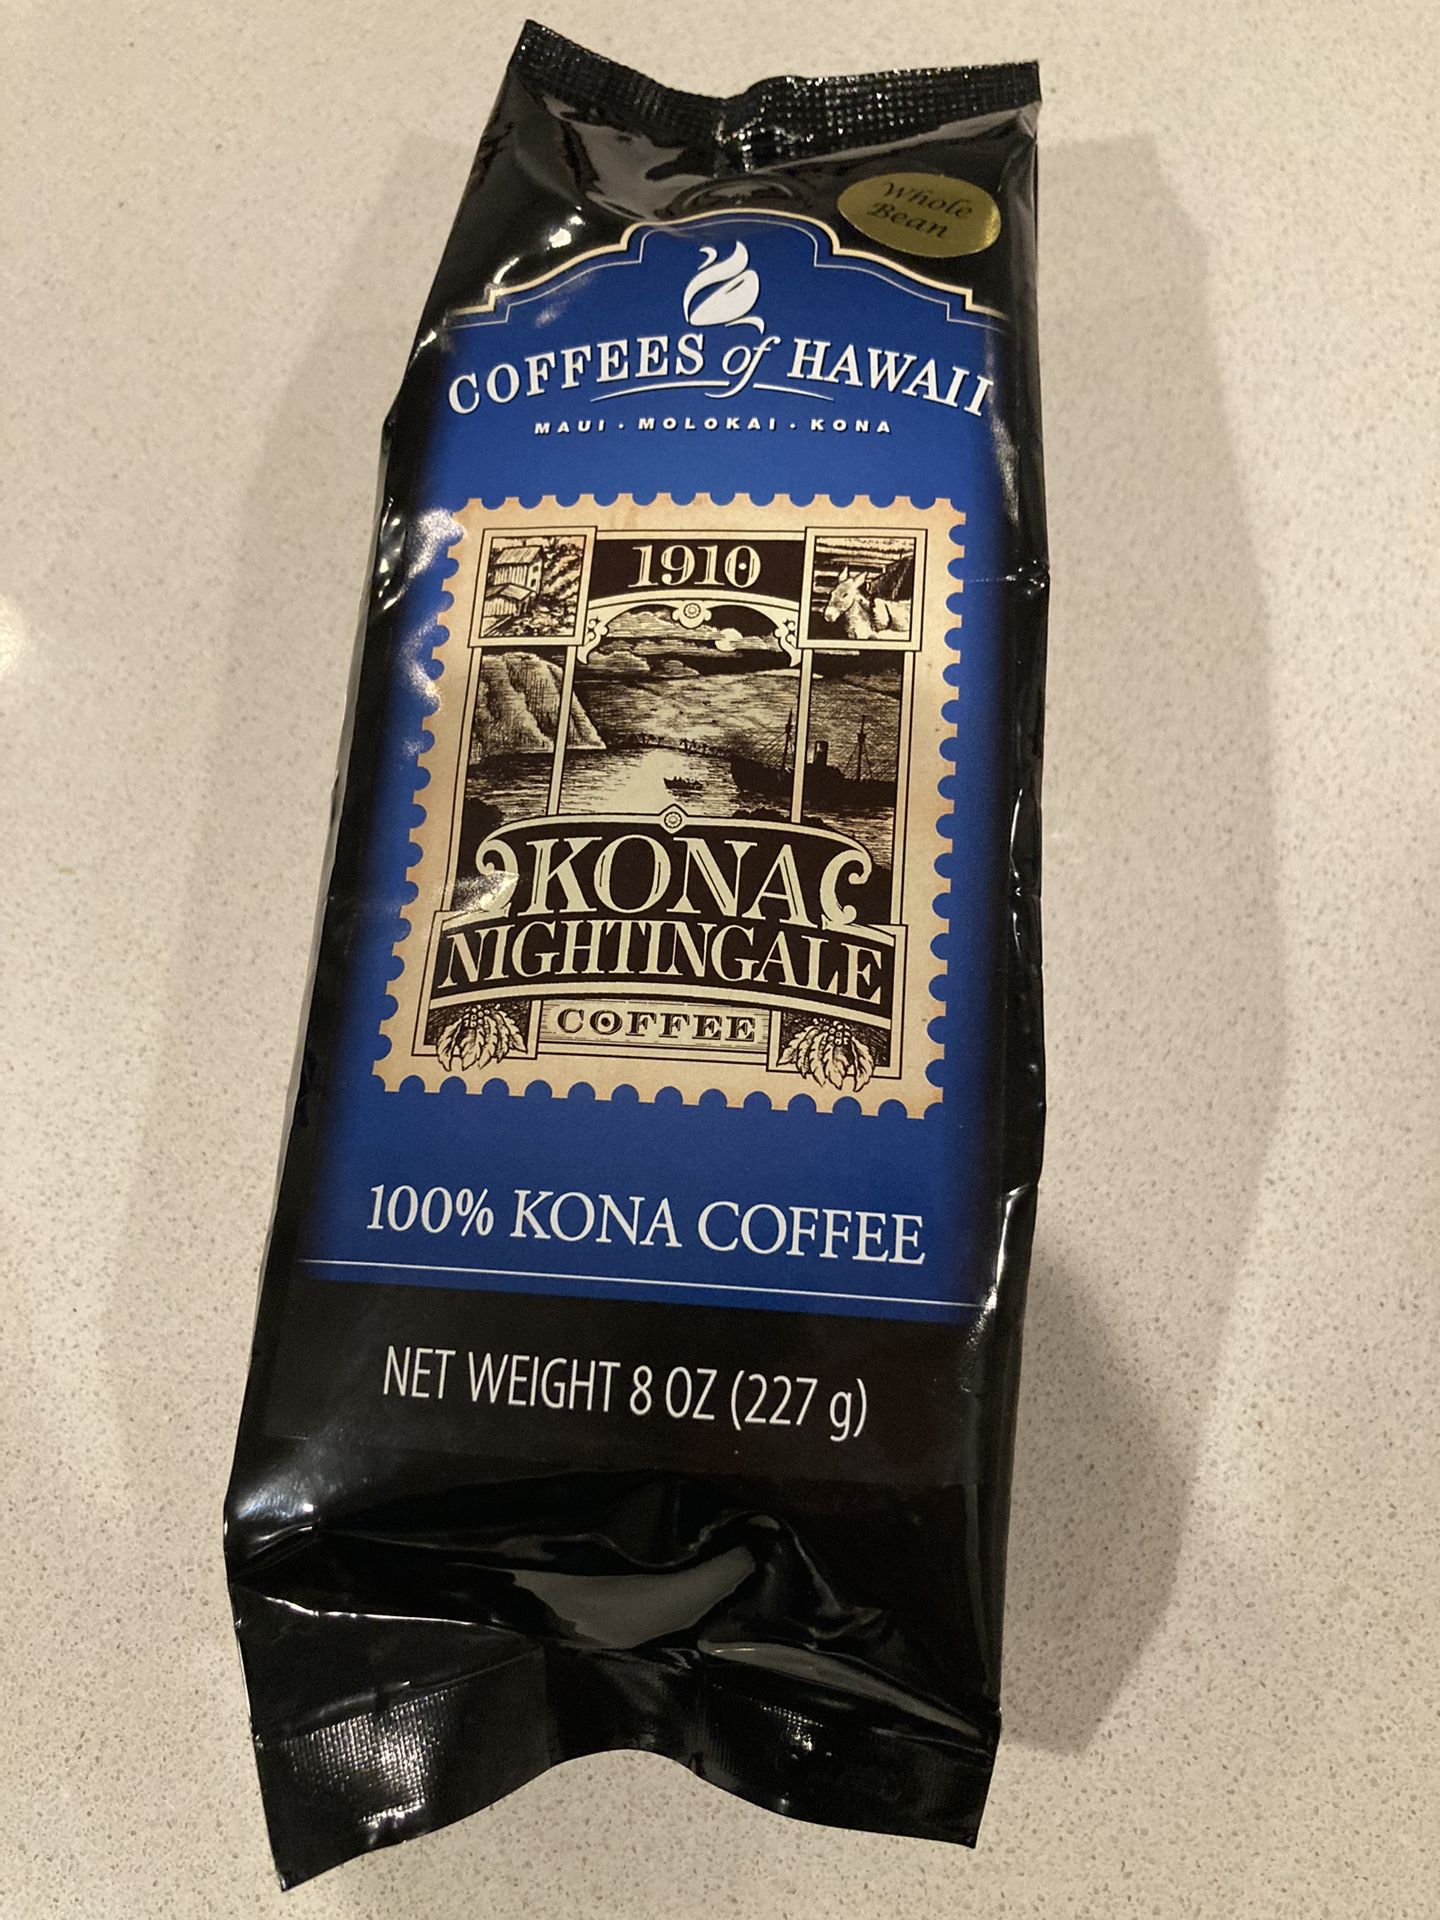 Whole
Bean
COFFEES of HAWAII
MAUI · MOLOKAI · KONA
1910
KONA
NIGHTINGALE
COFFEE
100% KONA COFFEE
NET WEIGHT 8 OZ (227 g)